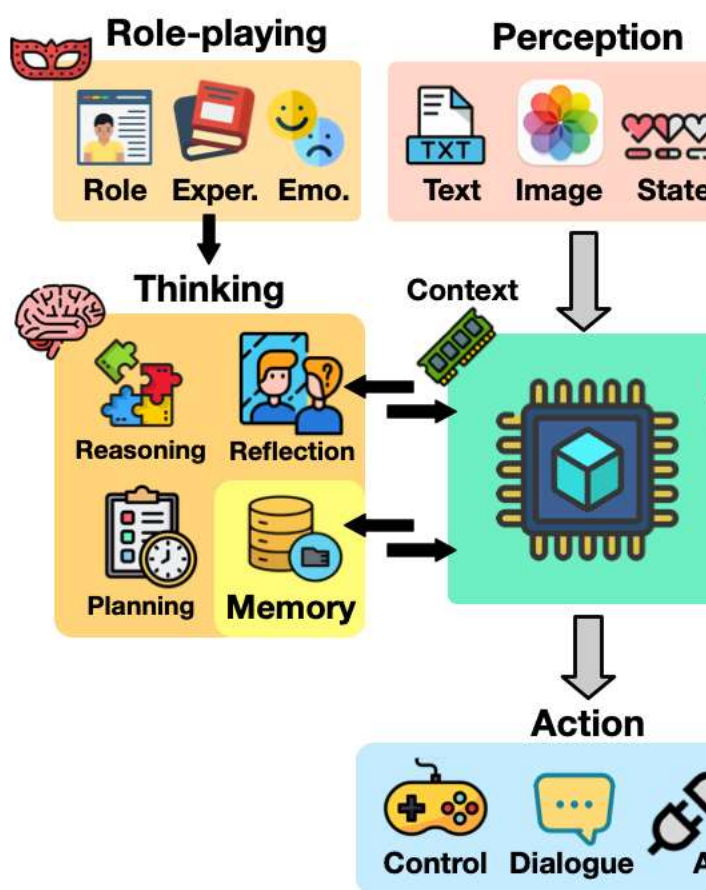 Role-playing
Role Exper. Emo.
Perception
TXT
Text Image State
Thinking
Context
Reasoning Reflection
Planning Memory
Action
Control Dialogue A